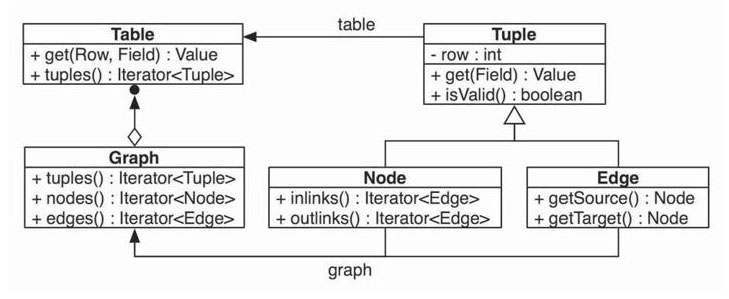 table
Table
+ get(Row, Field) : Value
+ tuples() : Iterator<Tuple>
Tuple
- row : int
+ get(Field) : Value
+ isValid() : boolean
Graph
+ tuples() : Iterator<Tuple>
+ nodes() : Iterator<Node>
+ edges() : Iterator<Edge>
Node
+ inlinks() : Iterator<Edge>
+ outlinks() : Iterator<Edge>
Edge
+ getSource() : Node
+ getTarget() : Node
graph